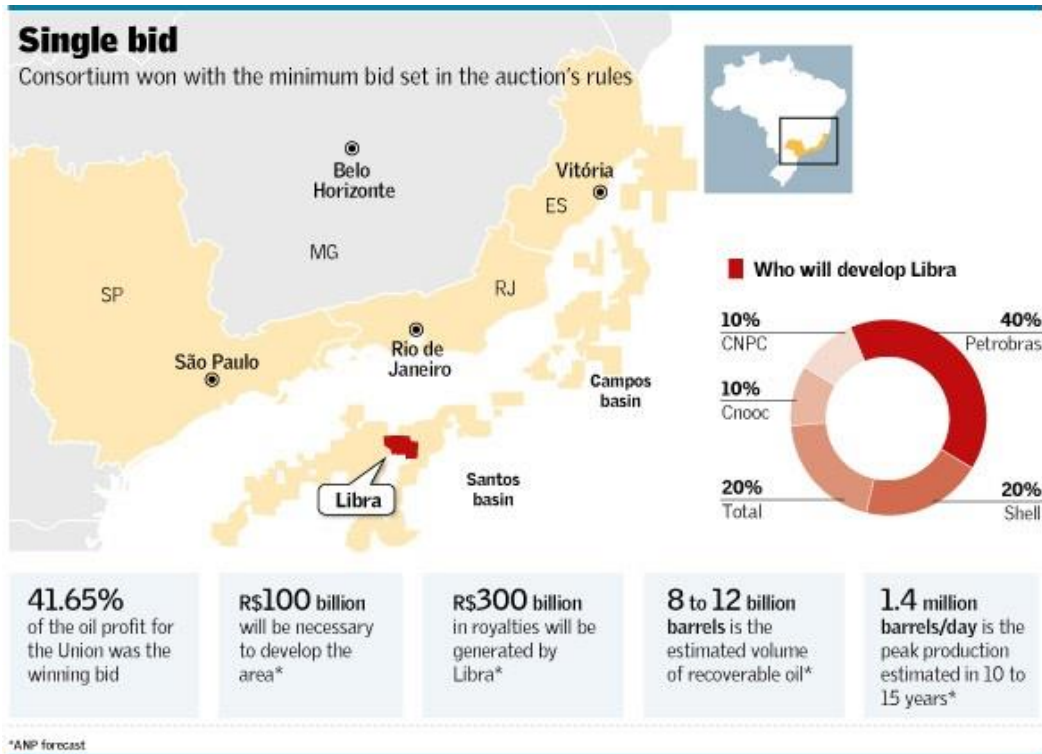 Single bid
Consortium won with the minimum bid set in the auction's rules
Belo
Horizonte
Vitória
ES
MG
SP
RJ
São Paulo
Rio de
Janeiro
Campos
basin
Santos
basin
Libra
Who will develop Libra
10%
CNPC
40%
Petrobras
10%
Cnooc
20%
Total
20%
Shell
41.65%
of the oil profit for
the Union was the
winning bid
R$100 billion
will be necessary
to develop the
area*
R$300 billion
in royalties will be
generated by
Libra*
8 to 12 billion
barrels is the
estimated volume
of recoverable oil*
1.4 million
barrels/day is the
peak production
estimated in 10 to
15 years*
*ANP forecast